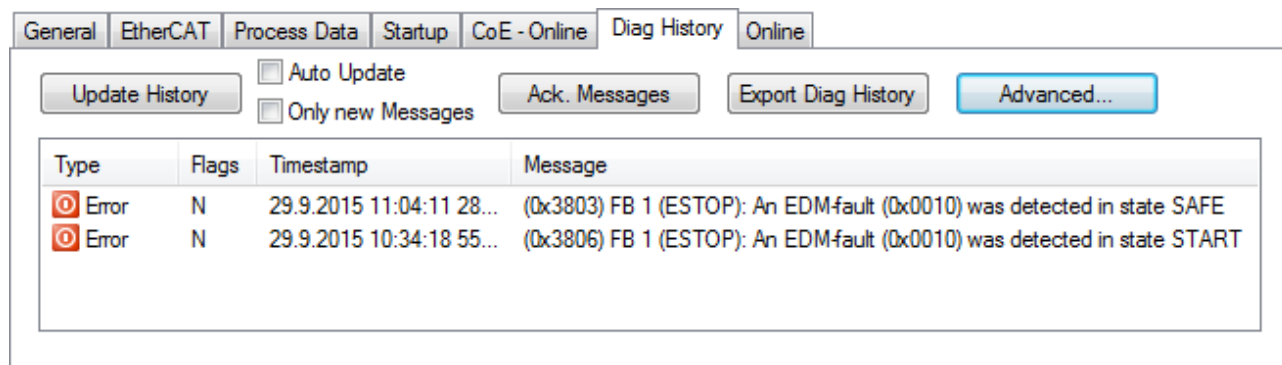 General EtherCAT Process Data Startup CoE - Online Diag History Online
Update History Auto Update Ack. Messages Export Diag History Advanced...
Only new Messages
Type Flags Timestamp Message
Error N 29.9.2015 11:04:11 28... (0x3803) FB 1 (ESTOP): An EDM-fault (0x0010) was detected in state SAFE
Error N 29.9.2015 10:34:18 55... (0x3806) FB 1 (ESTOP): An EDM-fault (0x0010) was detected in state START